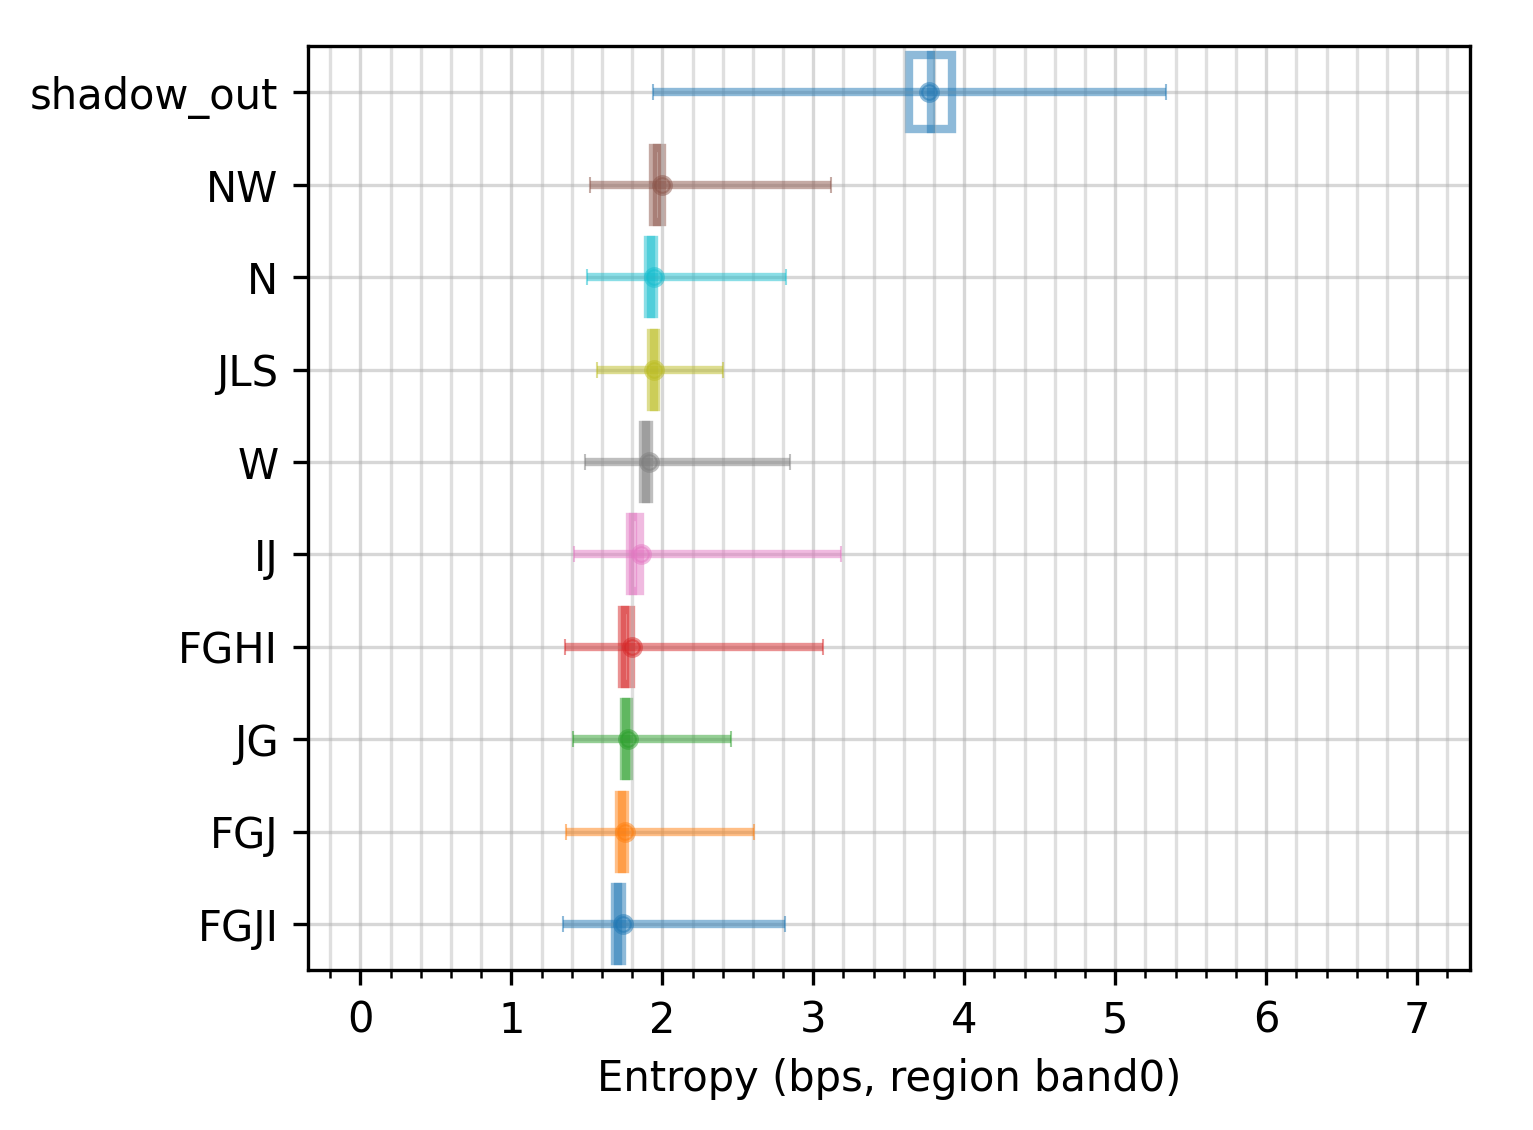 shadow_out
NW
N
JLS
W
IJ
FGHI
JG
FGJ
FGJI
0 1 2 3 4 5 6 7
Entropy (bps, region band0)